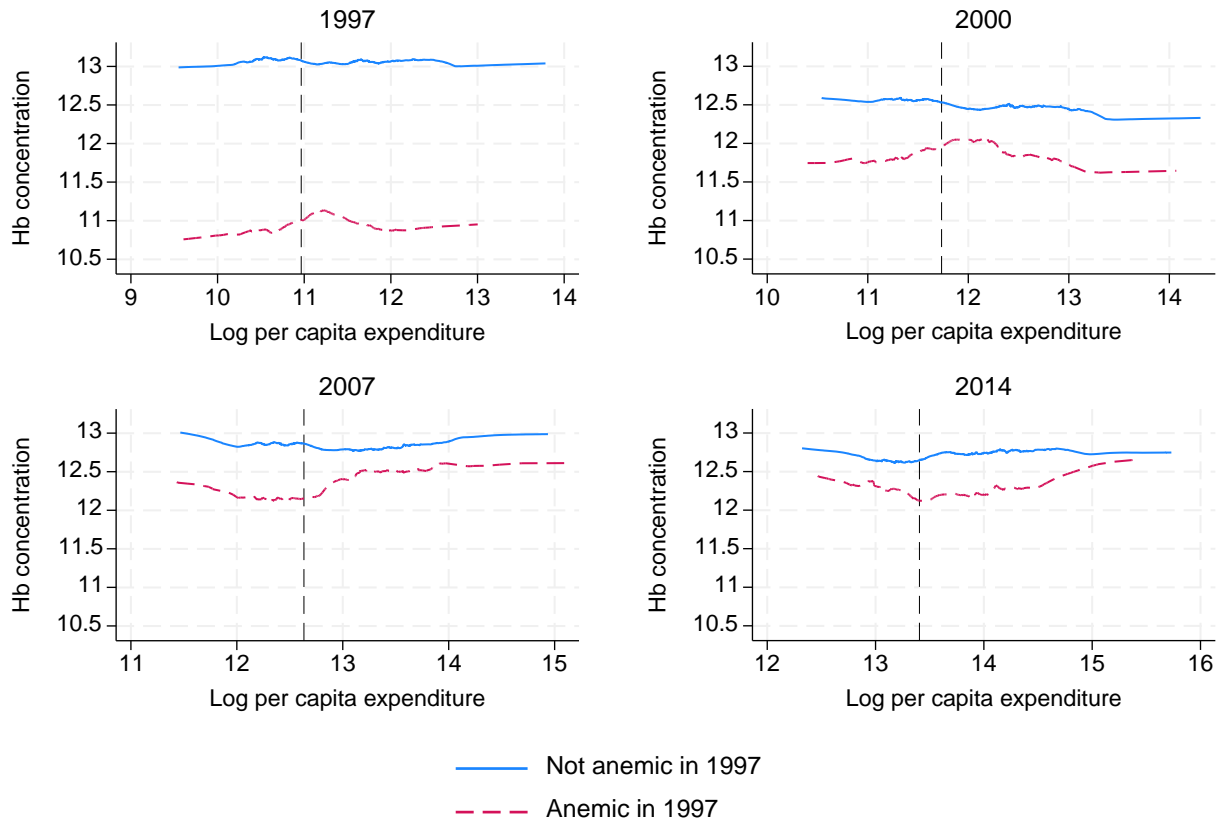 1997
Hb concentration
13
12.5
12
11.5
11
10.5
9 10 11 12 13 14
Log per capita expenditure
2000
Hb concentration
13
12.5
12
11.5
11
10.5
10 11 12 13 14
Log per capita expenditure
2007
Hb concentration
13
12.5
12
11.5
11
10.5
11 12 13 14 15
Log per capita expenditure
2014
Hb concentration
13
12.5
12
11.5
11
10.5
12 13 14 15 16
Log per capita expenditure
Not anemic in 1997
Anemic in 1997